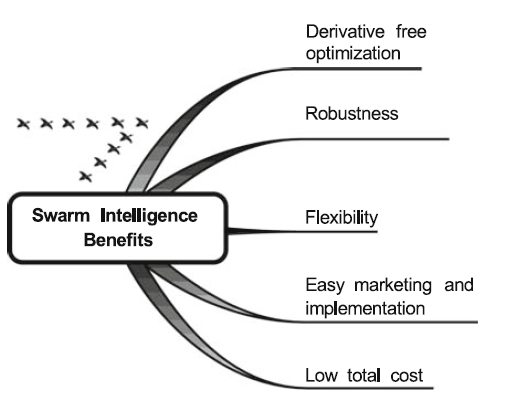 Derivative free
optimization
Robustness
Swarm Intelligence
Benefits
Flexibility
Easy marketing and
implementation
Low total cost